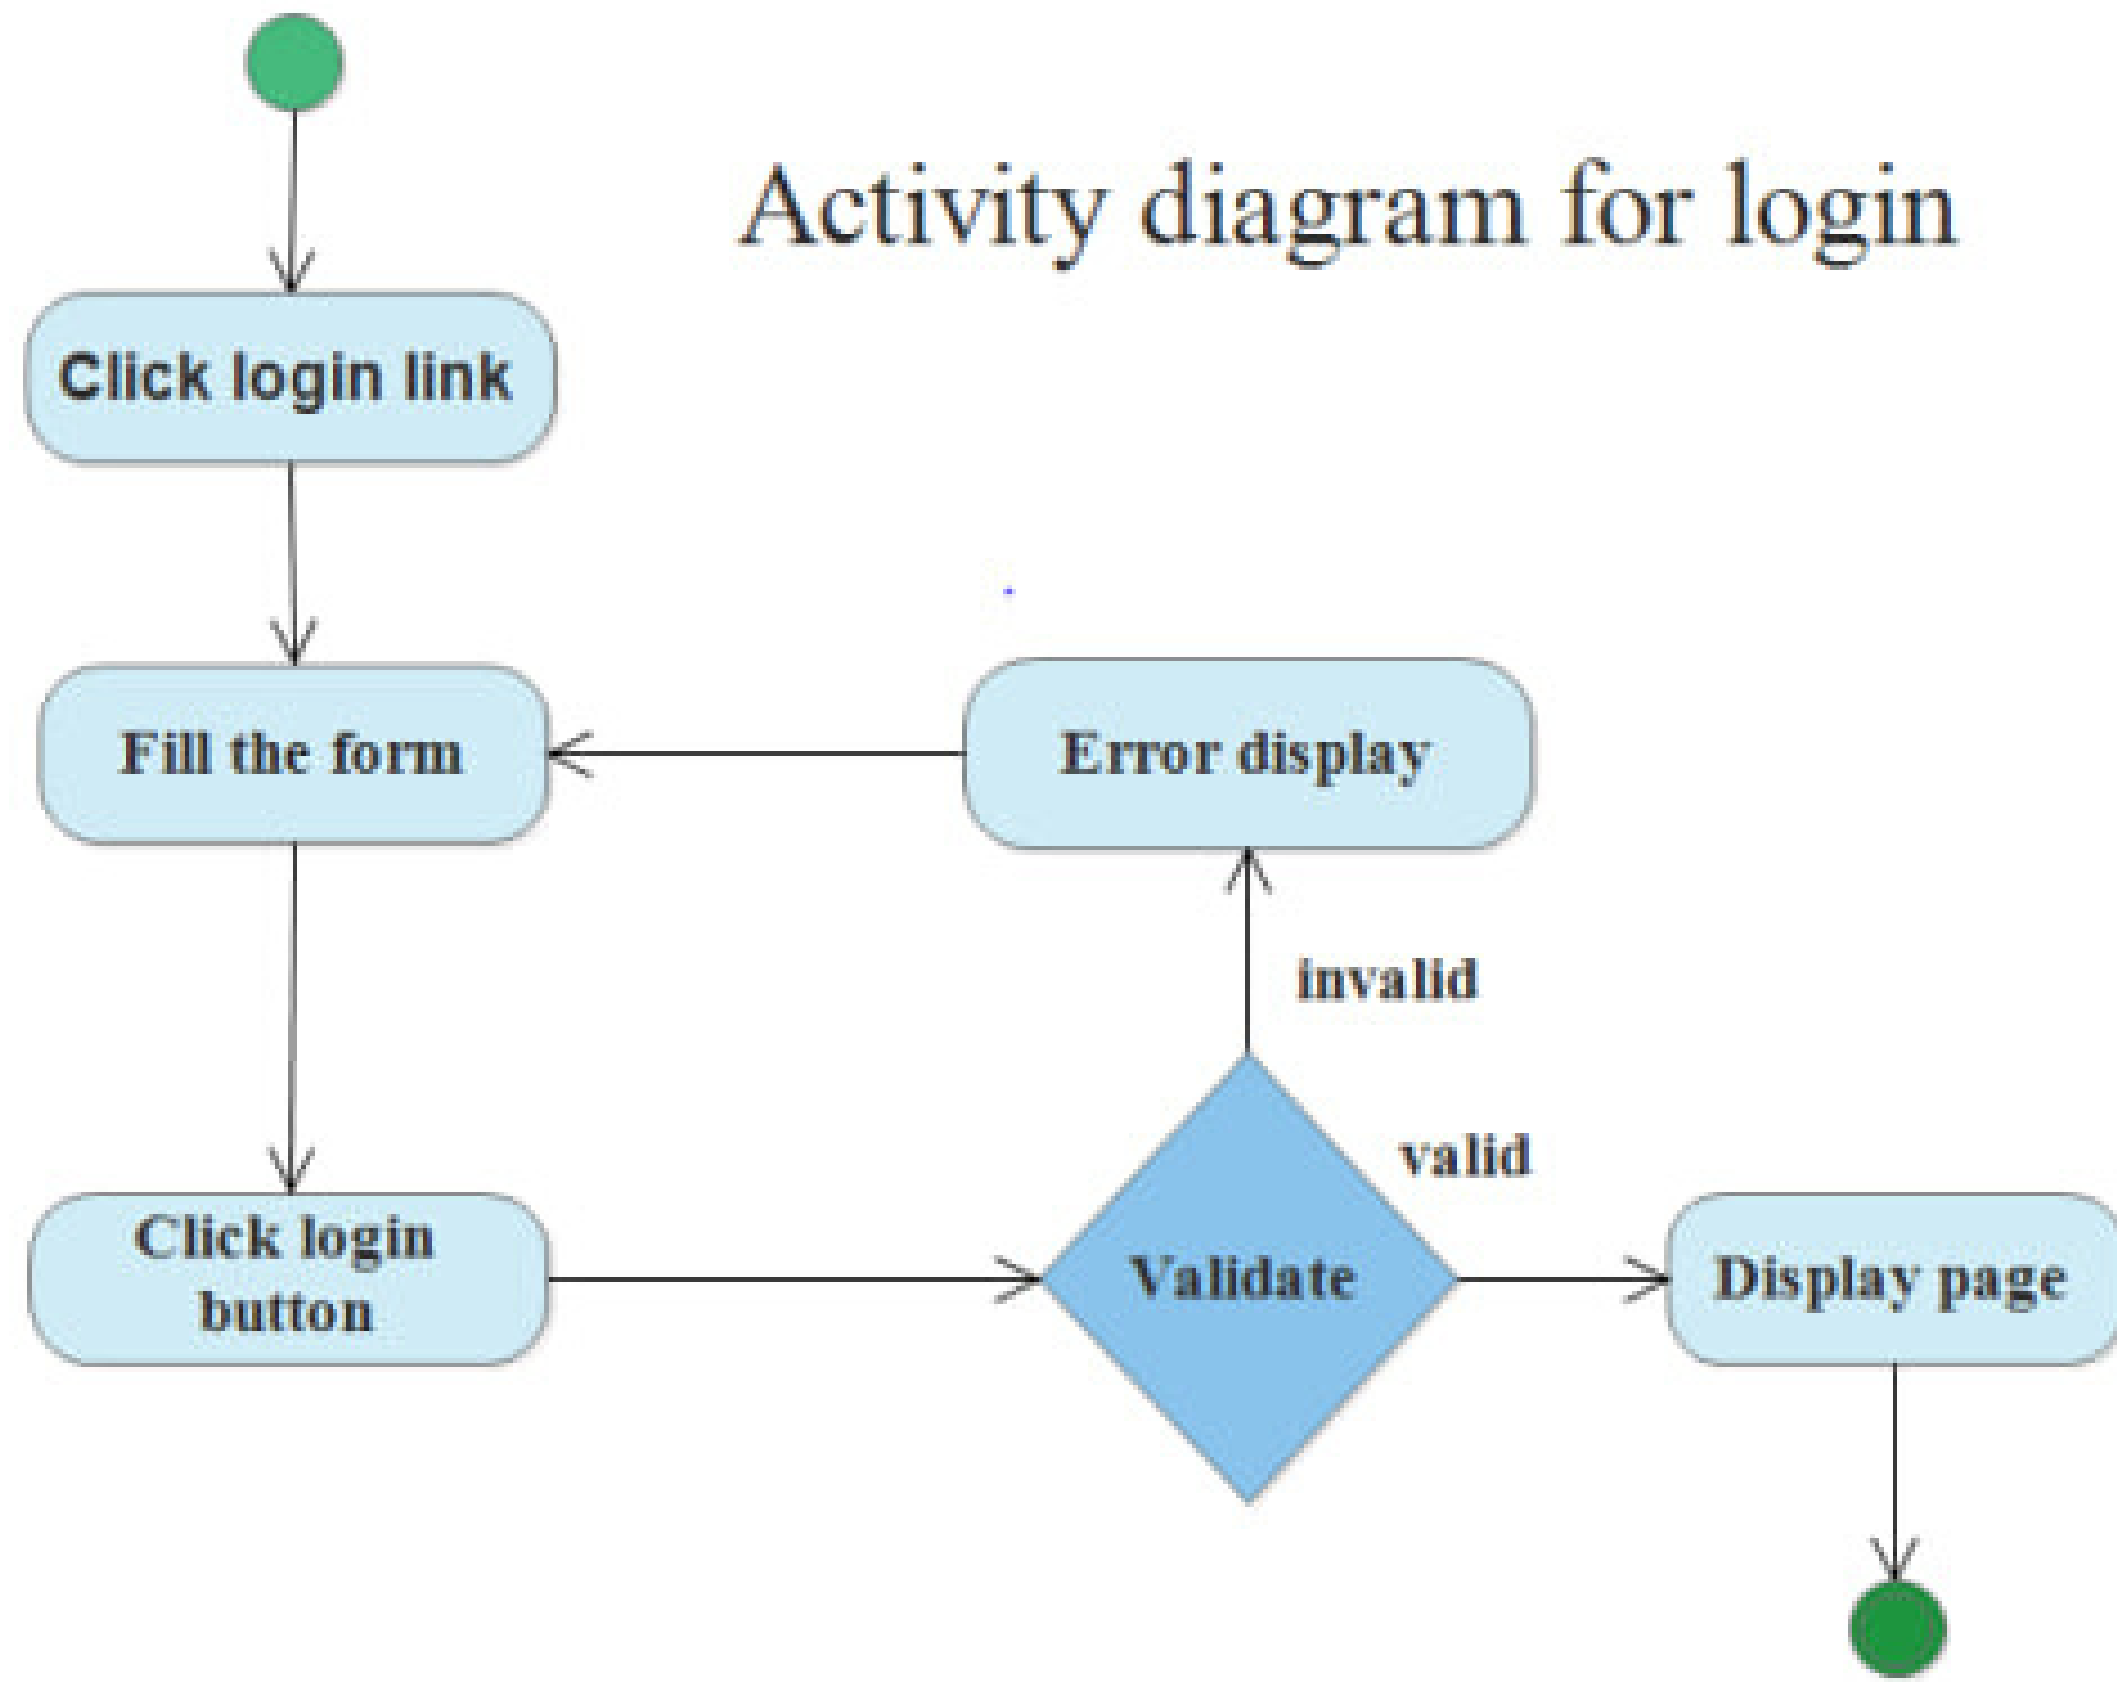 Activity diagram for login
Click login link
Fill the form
Error display
invalid
valid
Click login
button
Validate
Display page